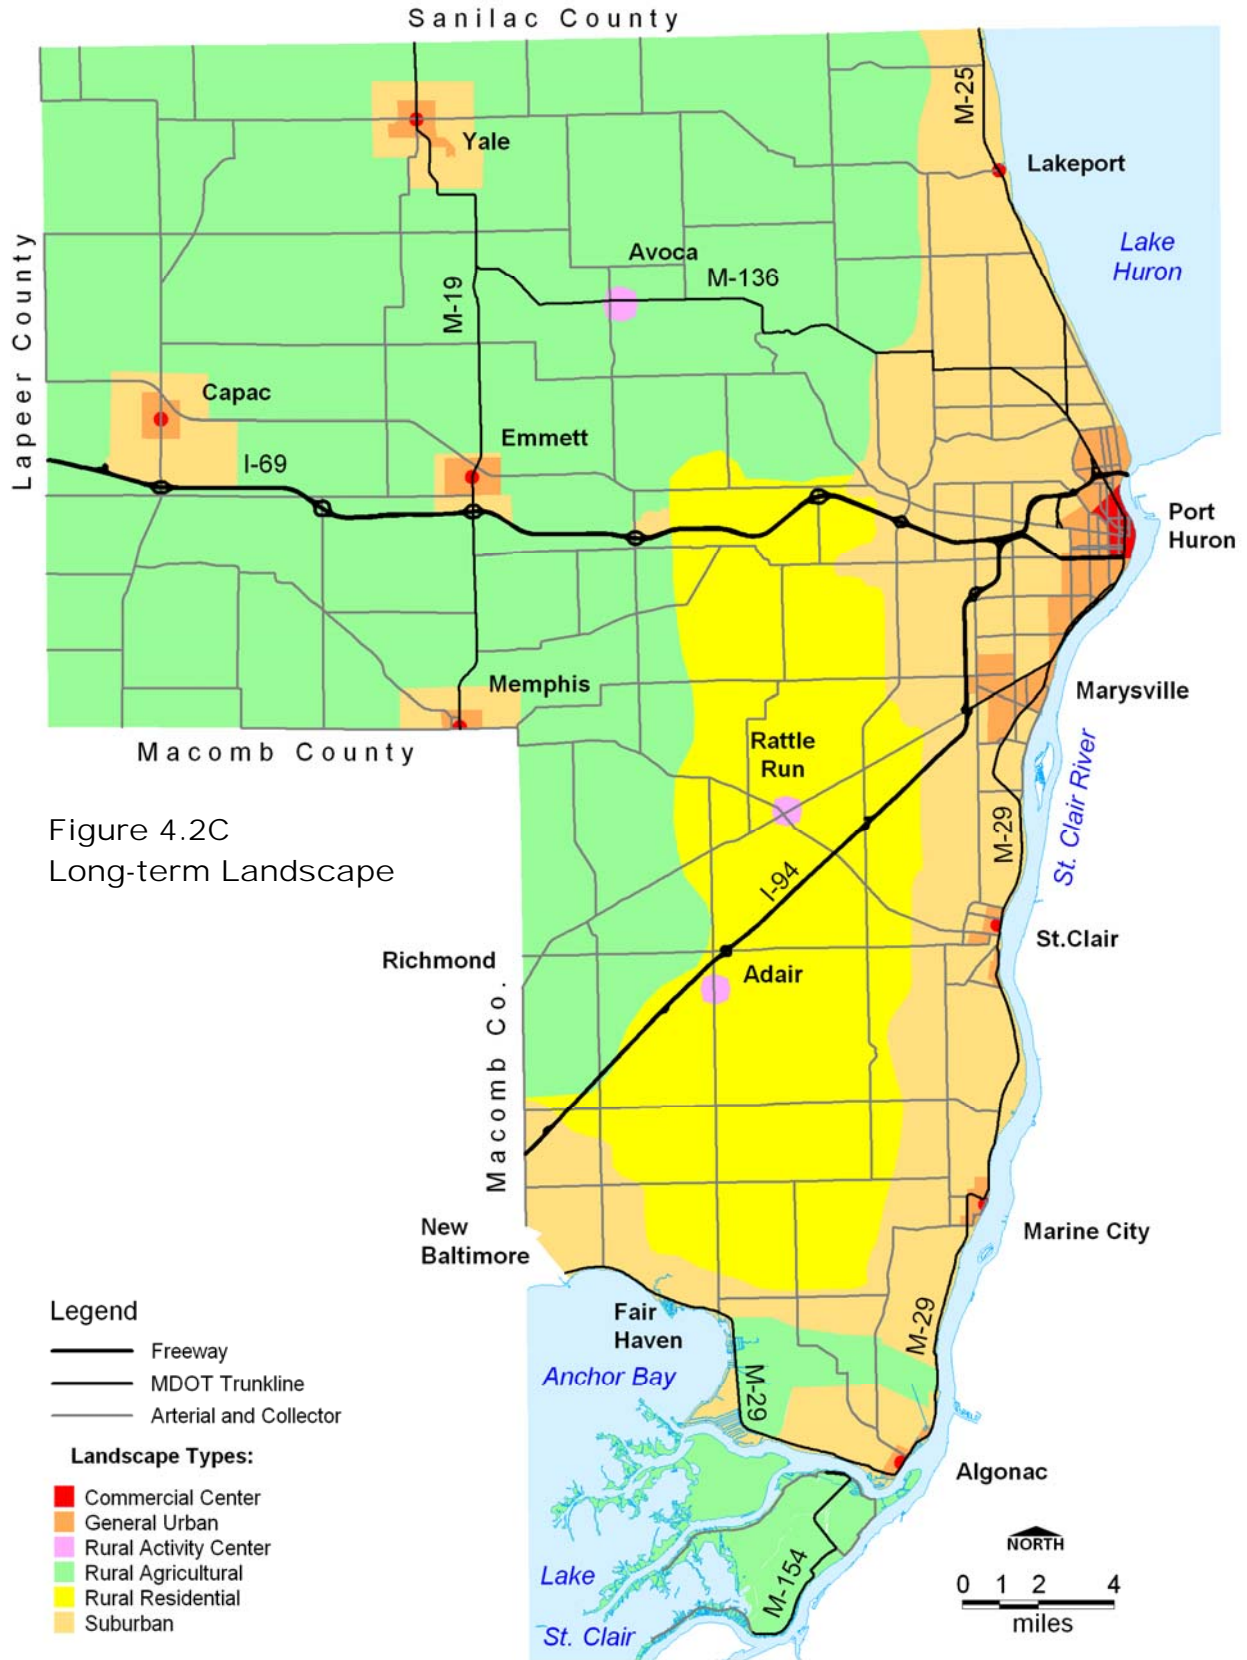 Sanilac County
M-25
Yale
Lakeport
Lapeer County
Avoca
Lake
Huron
M-136
M-19
Capac
Emmett
I-69
Port
Huron
Memphis
Marysville
Macomb County
Rattle
Run
St. Clair River
Figure 4.2C
Long-term Landscape
M-29
I-94
St.Clair
Richmond
Adair
Macomb Co.
New
Baltimore
Marine City
Legend
Fair
Haven
M-29
Freeway
Anchor Bay
MDOT Trunkline
M-29
Arterial and Collector
Landscape Types:
Algonac
Commercial Center
General Urban
Rural Activity Center
NORTH
Rural Agricultural
Lake
M-154
Rural Residential
0 1 2 4
Suburban
miles
St. Clair